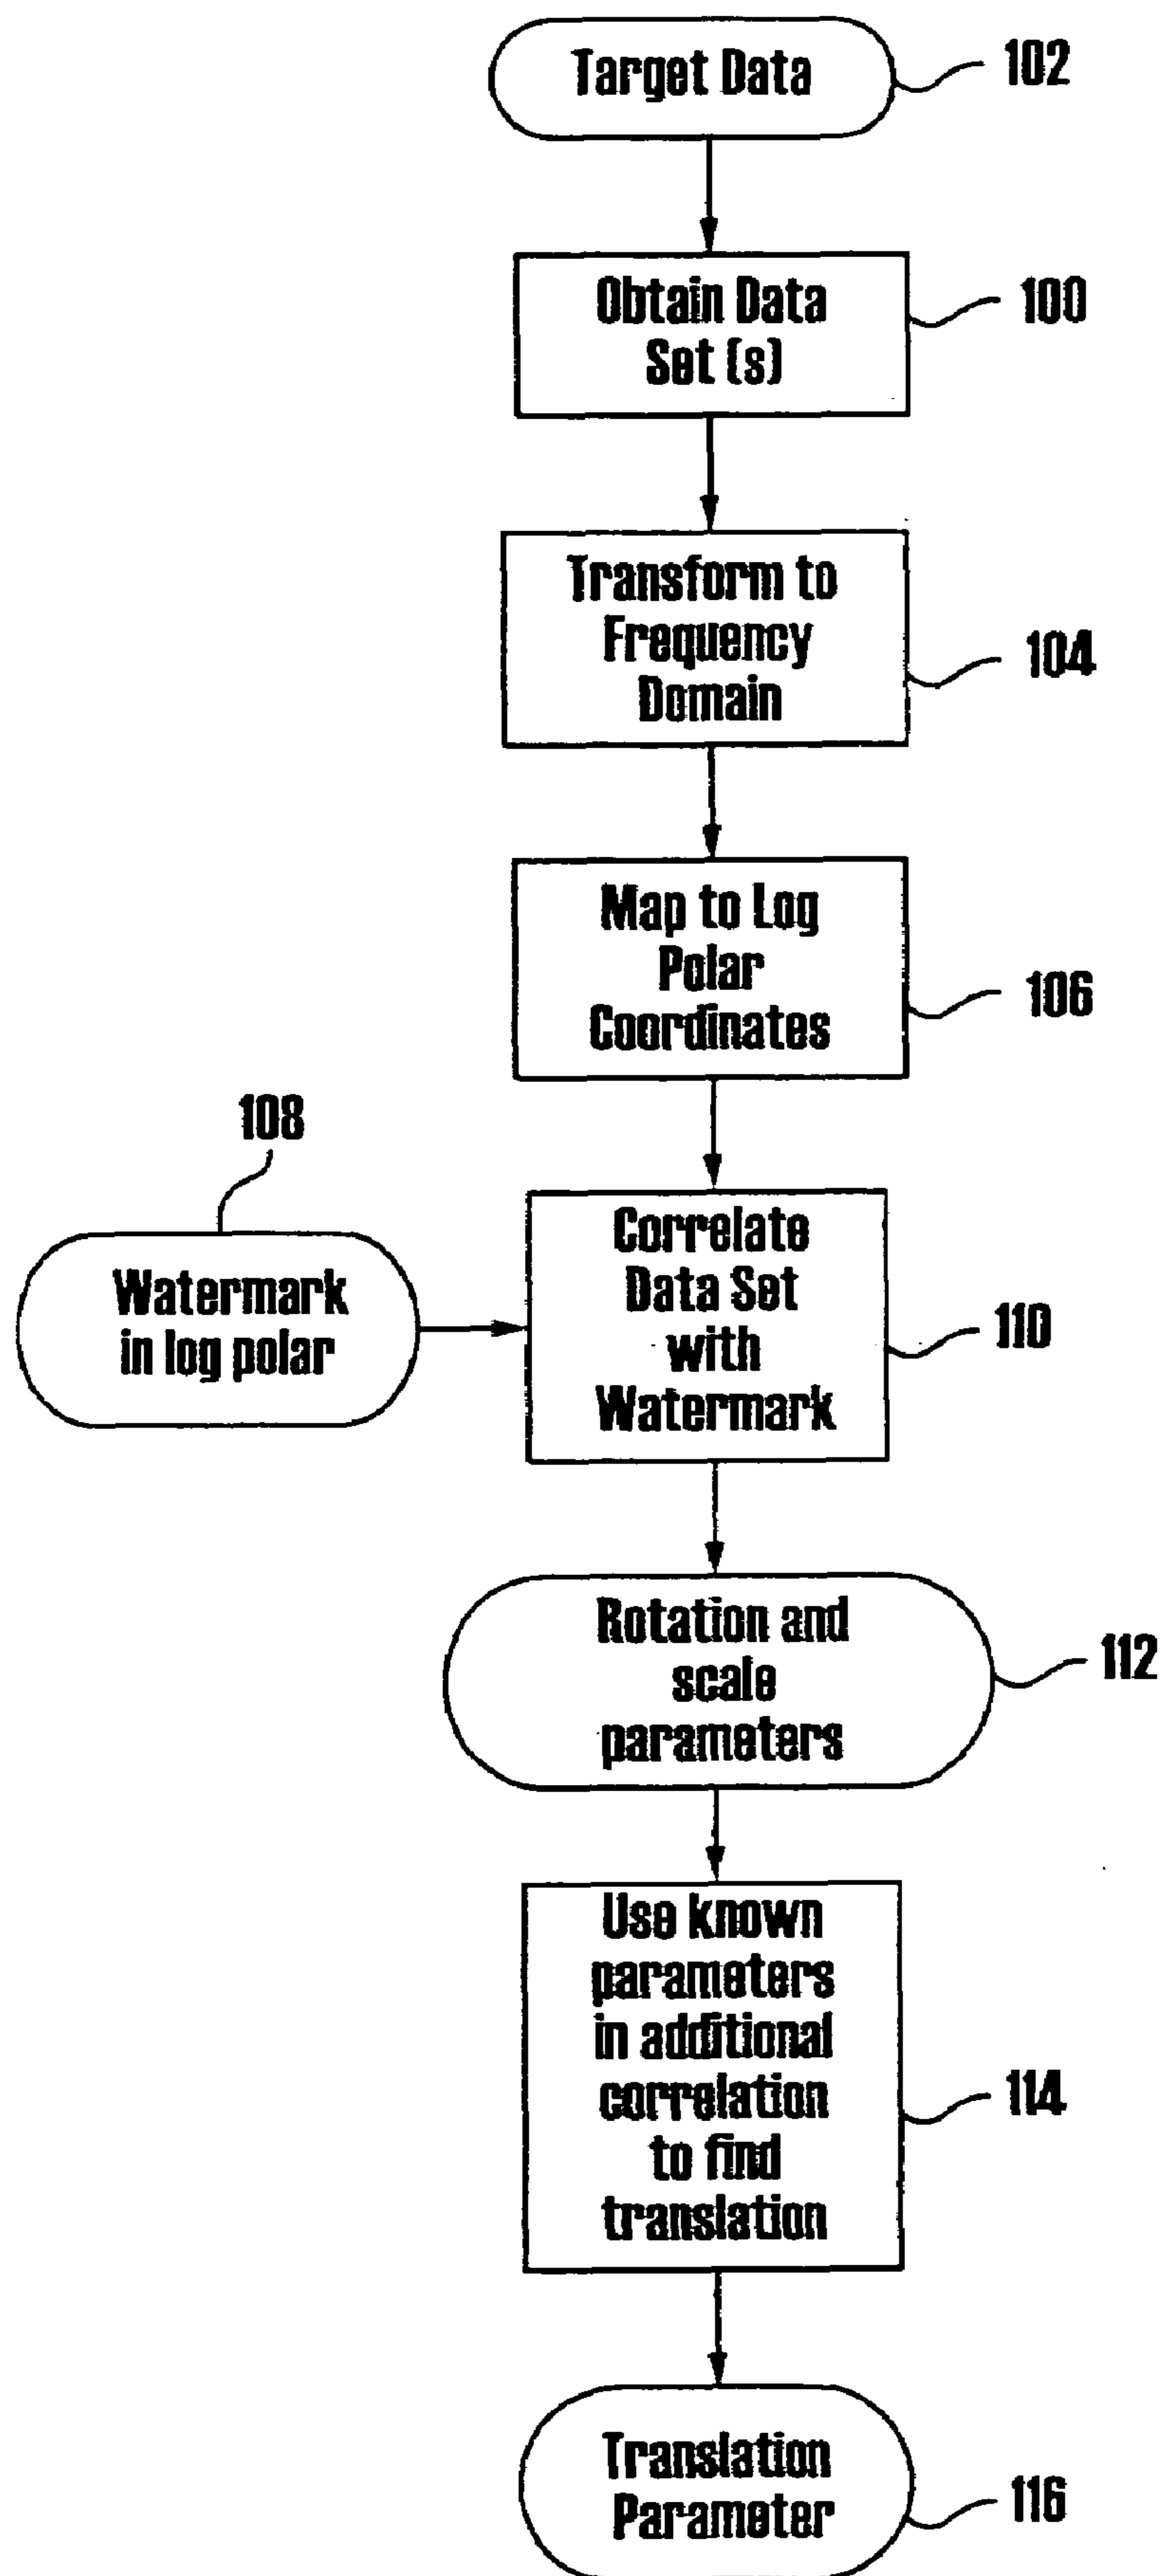 Target Data
102
Obtain Data
Set (s)
100
Transform to
Frequency
Domain
104
Map to Log
Polar
Coordinates
106
108
Watermark
in log polar
Correlate
Data Set
with
Watermark
110
Rotation and
scale
parameters
112
Use known
parameters
in additional
correlation
to find
translation
114
Translation
Parameter
116